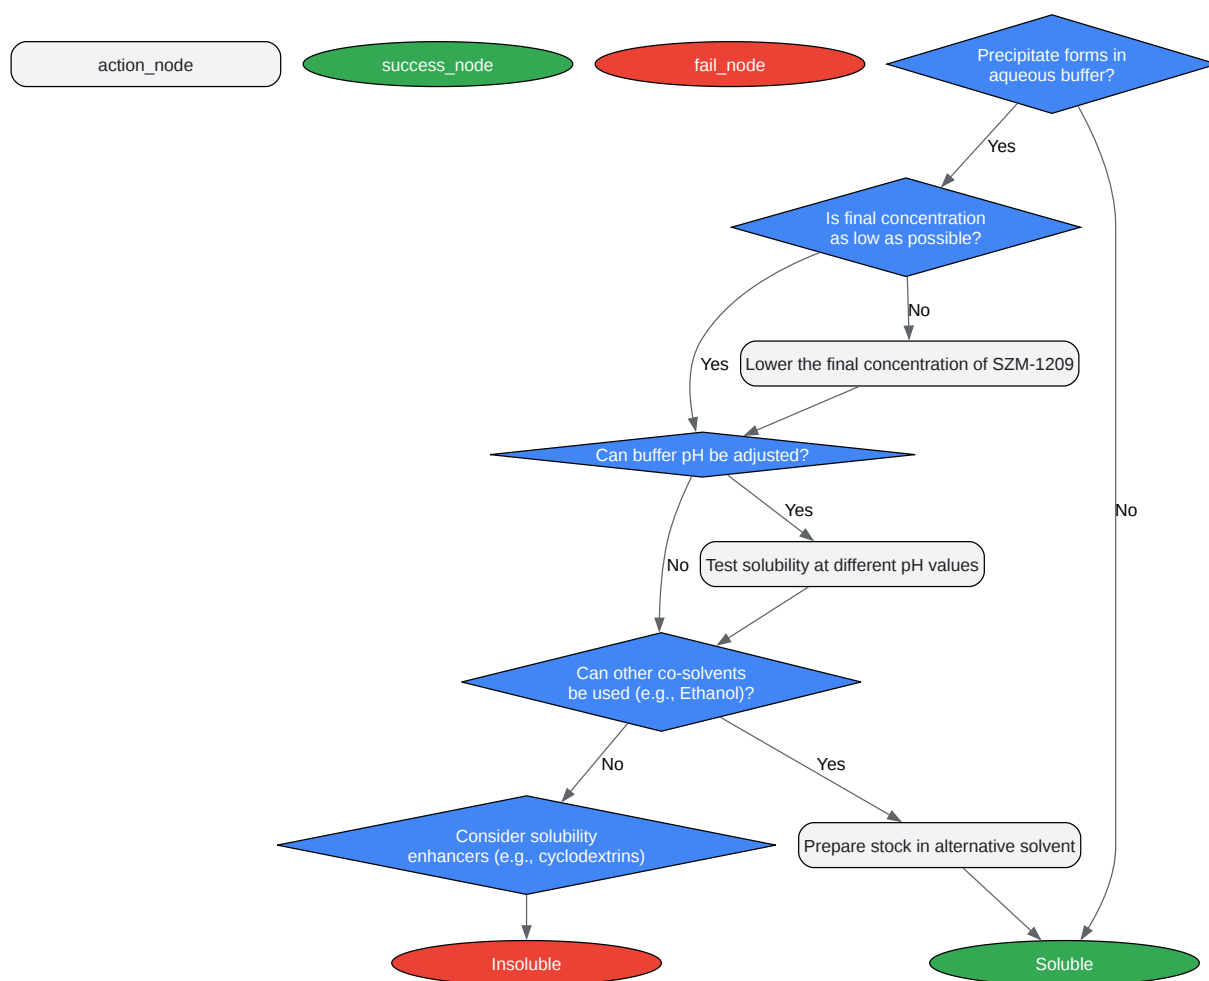 action_node
success_node
fail_node
Precipitate forms in
aqueous buffer?
Yes
Is final concentration
as low as possible?
No
Yes
Lower the final concentration of SZM-1209
Can buffer pH be adjusted?
Yes
No
No
Test solubility at different pH values
Can other co-solvents
be used (e.g., Ethanol)?
No
Yes
Consider solubility
enhancers (e.g., cyclodextrins)
Prepare stock in alternative solvent
Insoluble
Soluble